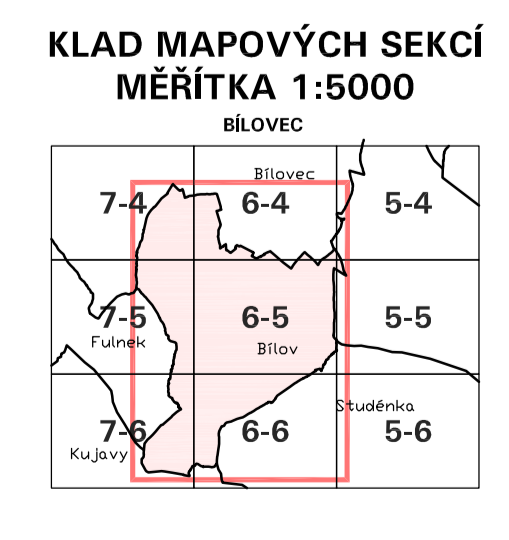 KLAD MAPOVÝCH SEKCÍ
MĚŘÍTKA 1:5000
BÍLOVEC
Bílovec
7-4 6-4 5-4
7-5 6-5 5-5
Fulnek Bílov
Studénka
7-6 6-6 5-6
Kujavy